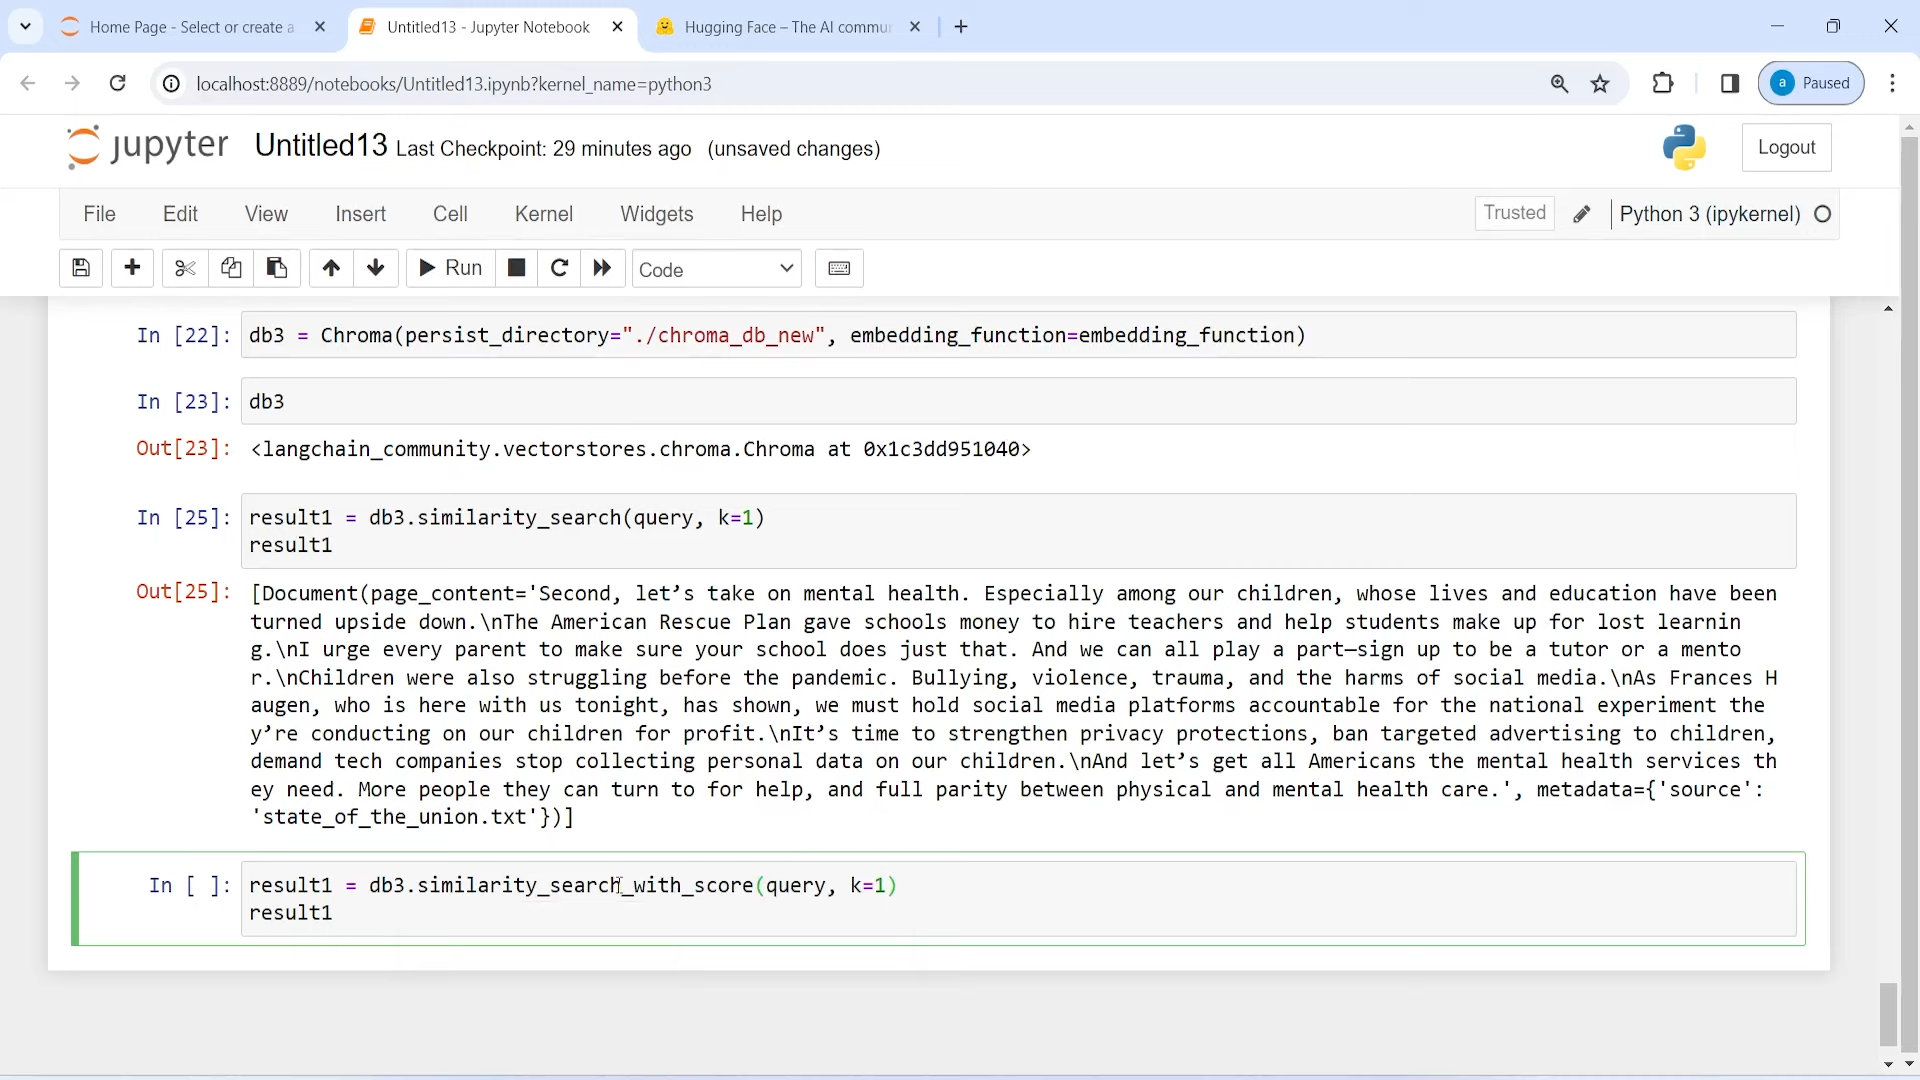 Home Page - Select or create a
Untitled13 - Jupyter Notebook
Hugging Face – The AI commur
localhost:8889/notebooks/Untitled13.ipynb?kernel_name=python3
a Paused
jupyter Untitled13 Last Checkpoint: 29 minutes ago (unsaved changes)
Logout
File Edit View Insert Cell Kernel Widgets Help
Trusted
Python 3 (ipykernel)
Run
Code
In [22]: db3 = Chroma(persist_directory="./chroma_db_new", embedding_function=embedding_function)
In [23]: db3
Out[23]: <langchain_community.vectorstores.chroma.Chroma at 0x1c3dd951040>
In [25]: result1 = db3.similarity_search(query, k=1)
result1
Out[25]: [Document(page_content='Second, let’s take on mental health. Especially among our children, whose lives and education have been
turned upside down.\nThe American Rescue Plan gave schools money to hire teachers and help students make up for lost learnin
g.\nI urge every parent to make sure your school does just that. And we can all play a part—sign up to be a tutor or a mento
r.\nChildren were also struggling before the pandemic. Bullying, violence, trauma, and the harms of social media.\nAs Frances H
augen, who is here with us tonight, has shown, we must hold social media platforms accountable for the national experiment the
y’re conducting on our children for profit.\nIt’s time to strengthen privacy protections, ban targeted advertising to children,
demand tech companies stop collecting personal data on our children.\nAnd let’s get all Americans the mental health services th
ey need. More people they can turn to for help, and full parity between physical and mental health care.', metadata={'source':
'state_of_the_union.txt'})]
In [ ]: result1 = db3.similarity_search_with_score(query, k=1)
result1